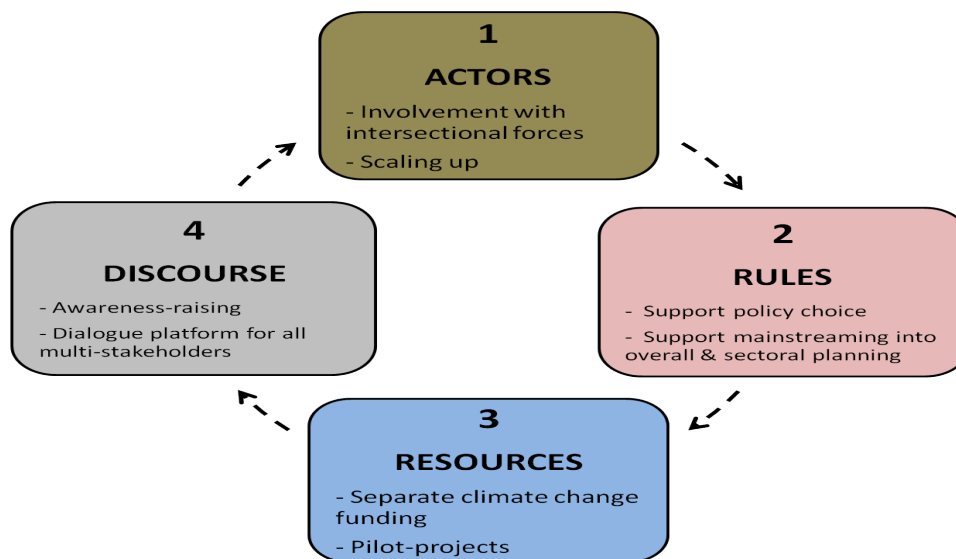 1
ACTORS
- Involvement with
intersectional forces
- Scaling up
2
RULES
- Support policy choice
- Support mainstreaming into
overall & sectoral planning
3
RESOURCES
- Separate climate change
funding
- Pilot-projects
4
DISCOURSE
- Awareness-raising
- Dialogue platform for all
multi-stakeholders